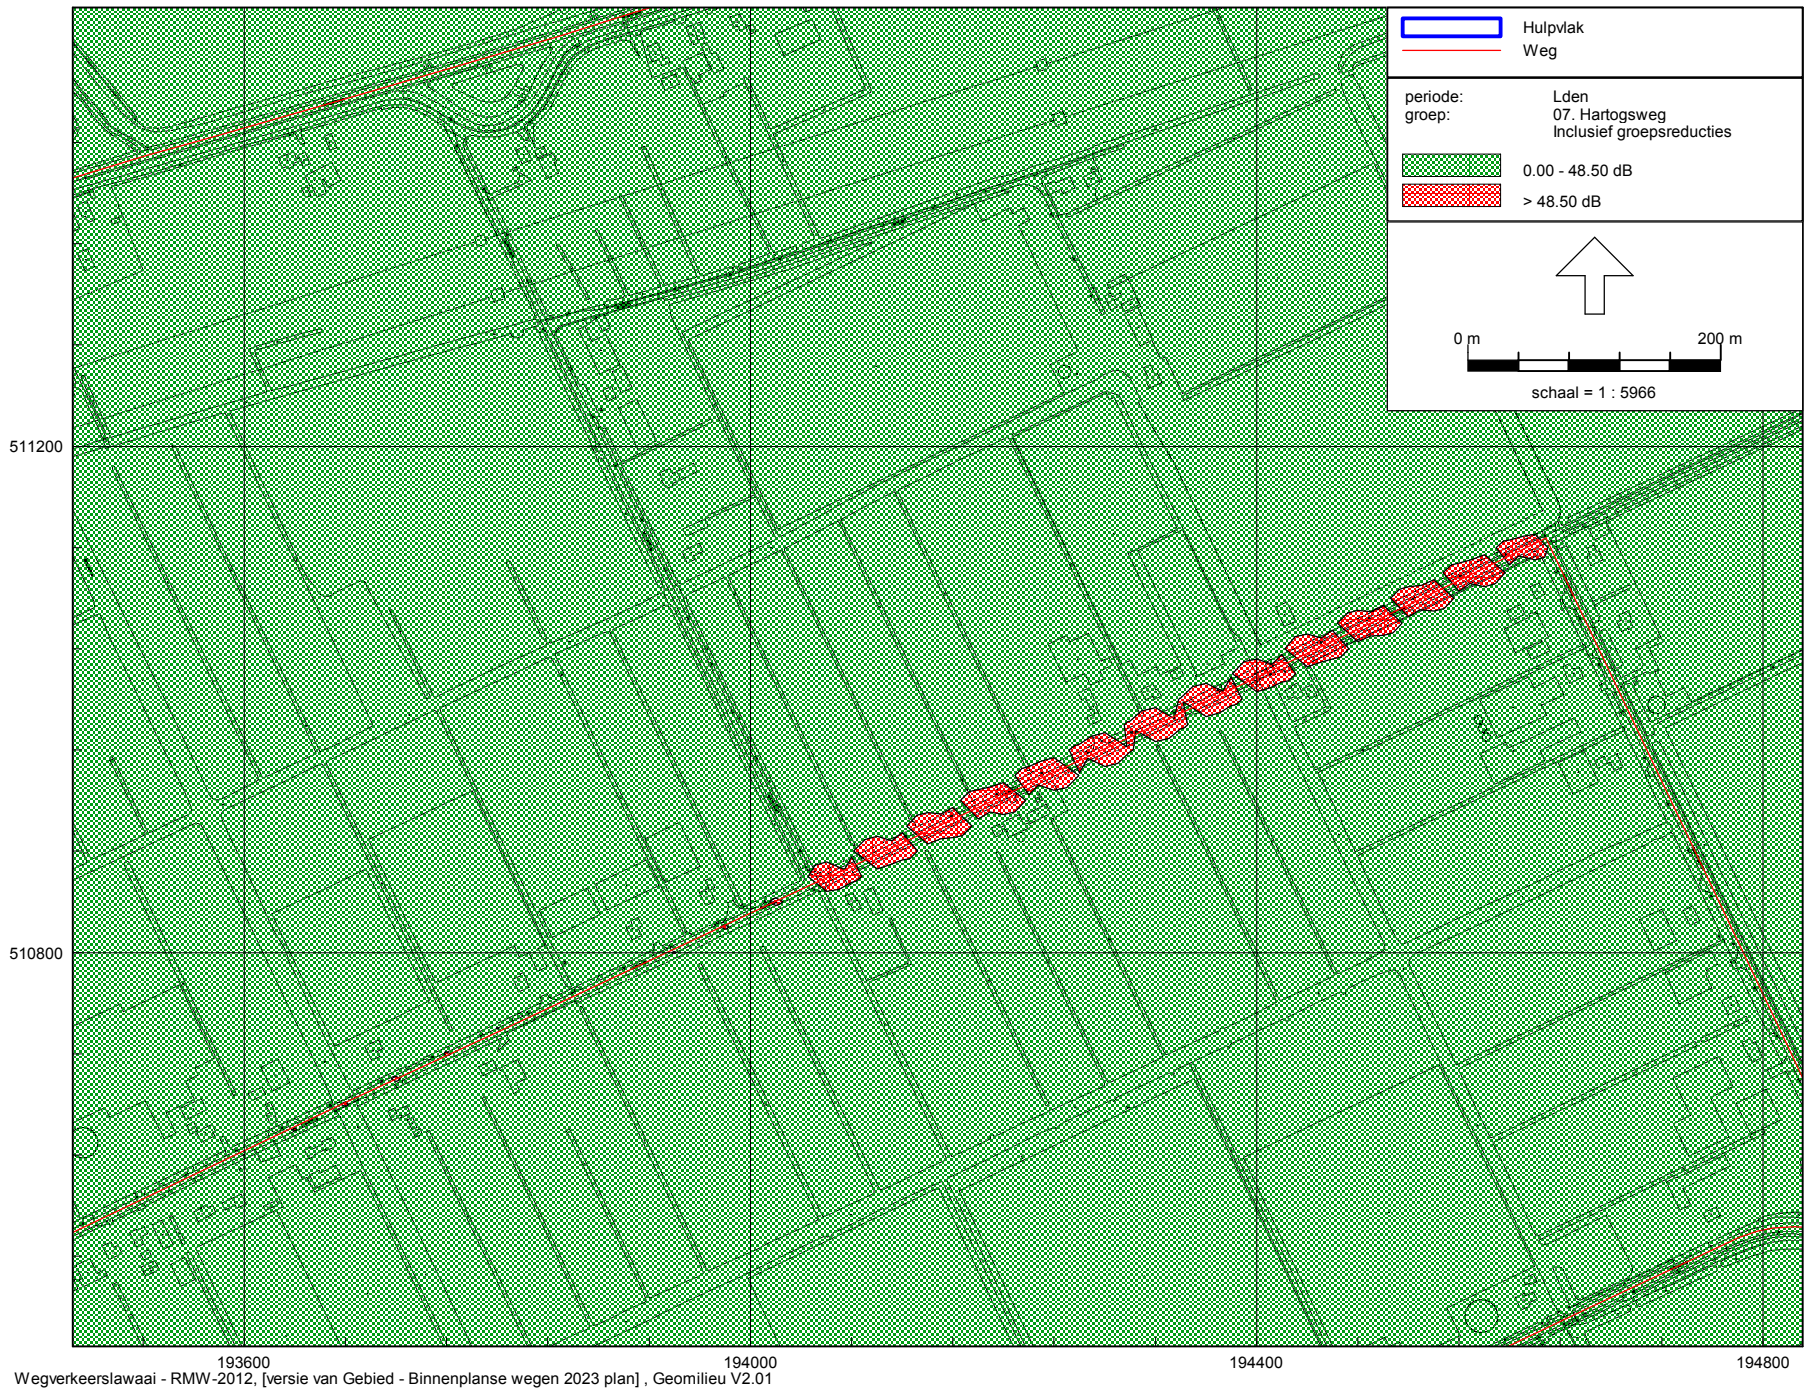 Hulpvlak
Weg
periode: Lden
groep: 07. Hartogsweg
Inclusief groepsreducties
0.00 - 48.50 dB
> 48.50 dB
0 m 200 m
schaal = 1 : 5966
511200
510800
193600 194000 194400 194800
Wegverkeerslawaai - RMW-2012, [versie van Gebied - Binnenplanse wegen 2023 plan] , Geomilieu V2.01